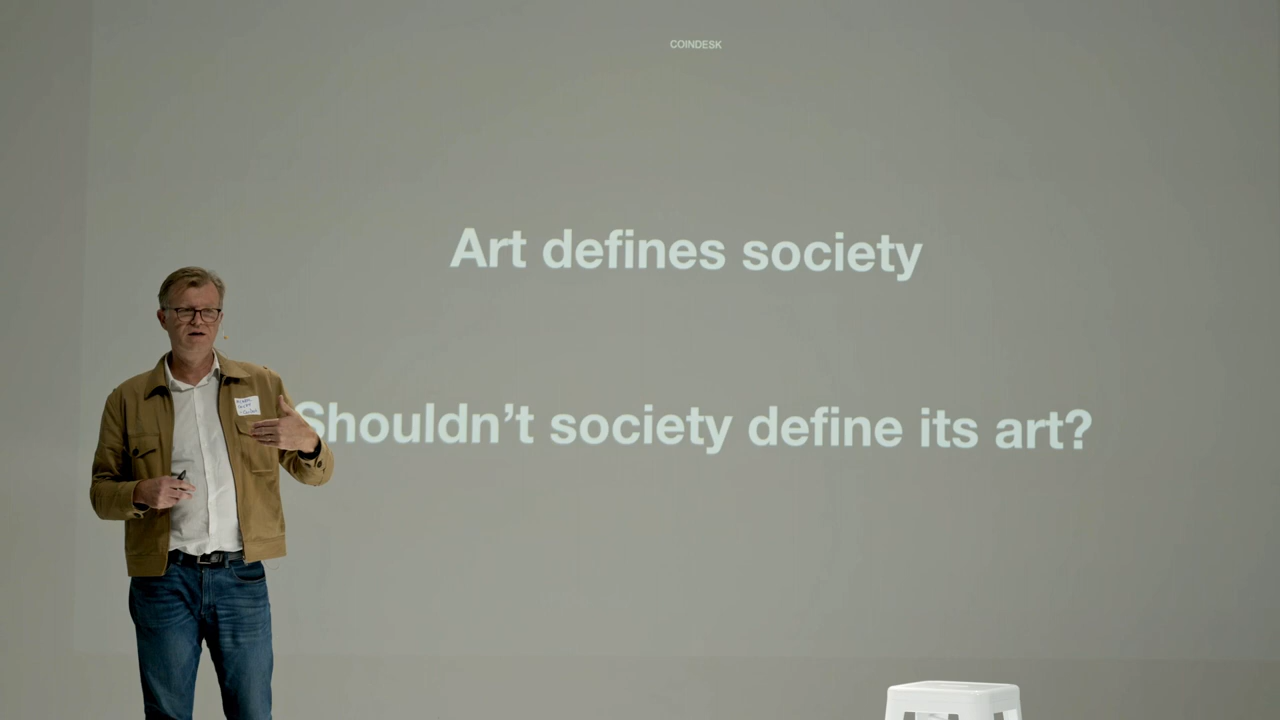 COINDESK
Art defines society
Shouldn’t society define its art?